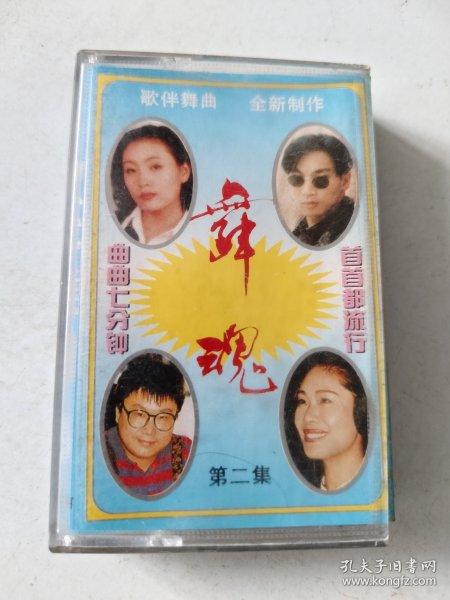 歌伴舞曲 全新制作
舞魂
曲曲七分钟
首首都流行
第二集
孔夫子旧书网
www.kongfz.com